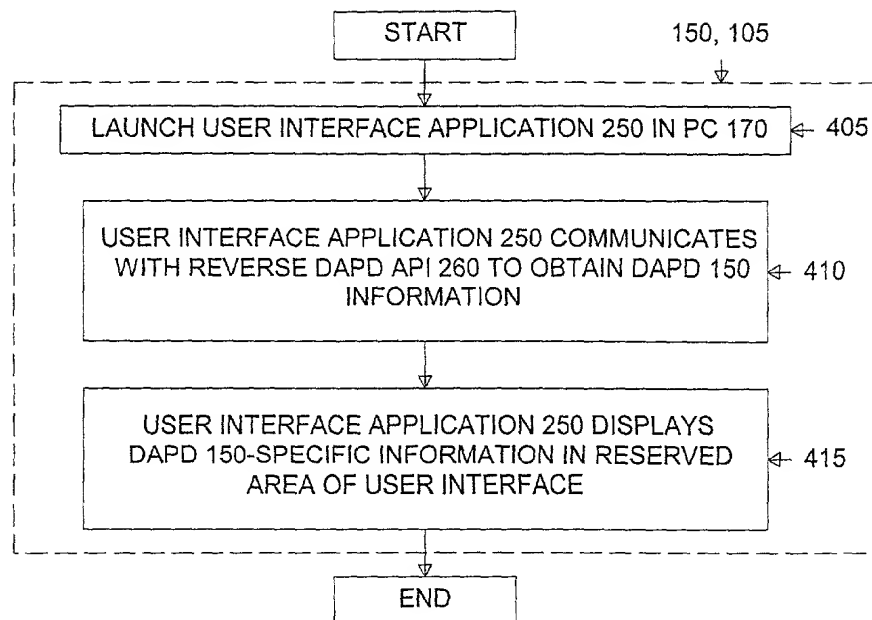 START
150, 105
LAUNCH USER INTERFACE APPLICATION 250 IN PC 170
405
USER INTERFACE APPLICATION 250 COMMUNICATES
WITH REVERSE DAPD API 260 TO OBTAIN DAPD 150
INFORMATION
410
USER INTERFACE APPLICATION 250 DISPLAYS
DAPD 150-SPECIFIC INFORMATION IN RESERVED
AREA OF USER INTERFACE
415
END